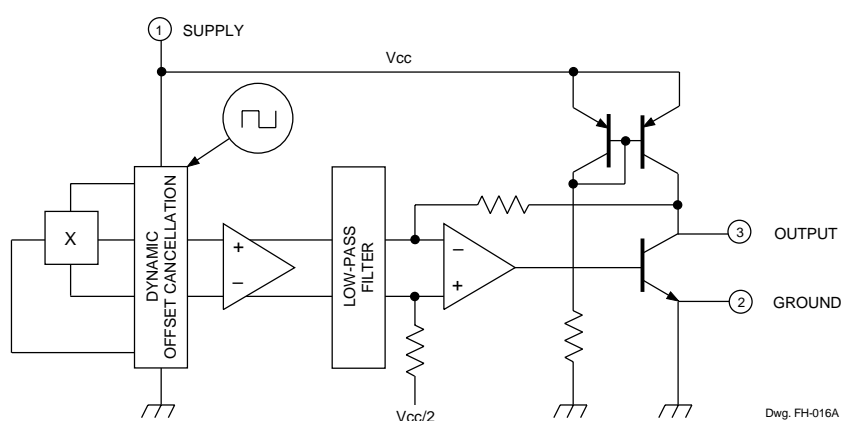 1 SUPPLY
Vcc
X
DYNAMIC
OFFSET CANCELLATION
+
−
LOW-PASS
FILTER
−
+
Vcc/2
3 OUTPUT
2 GROUND
Dwg. FH-016A